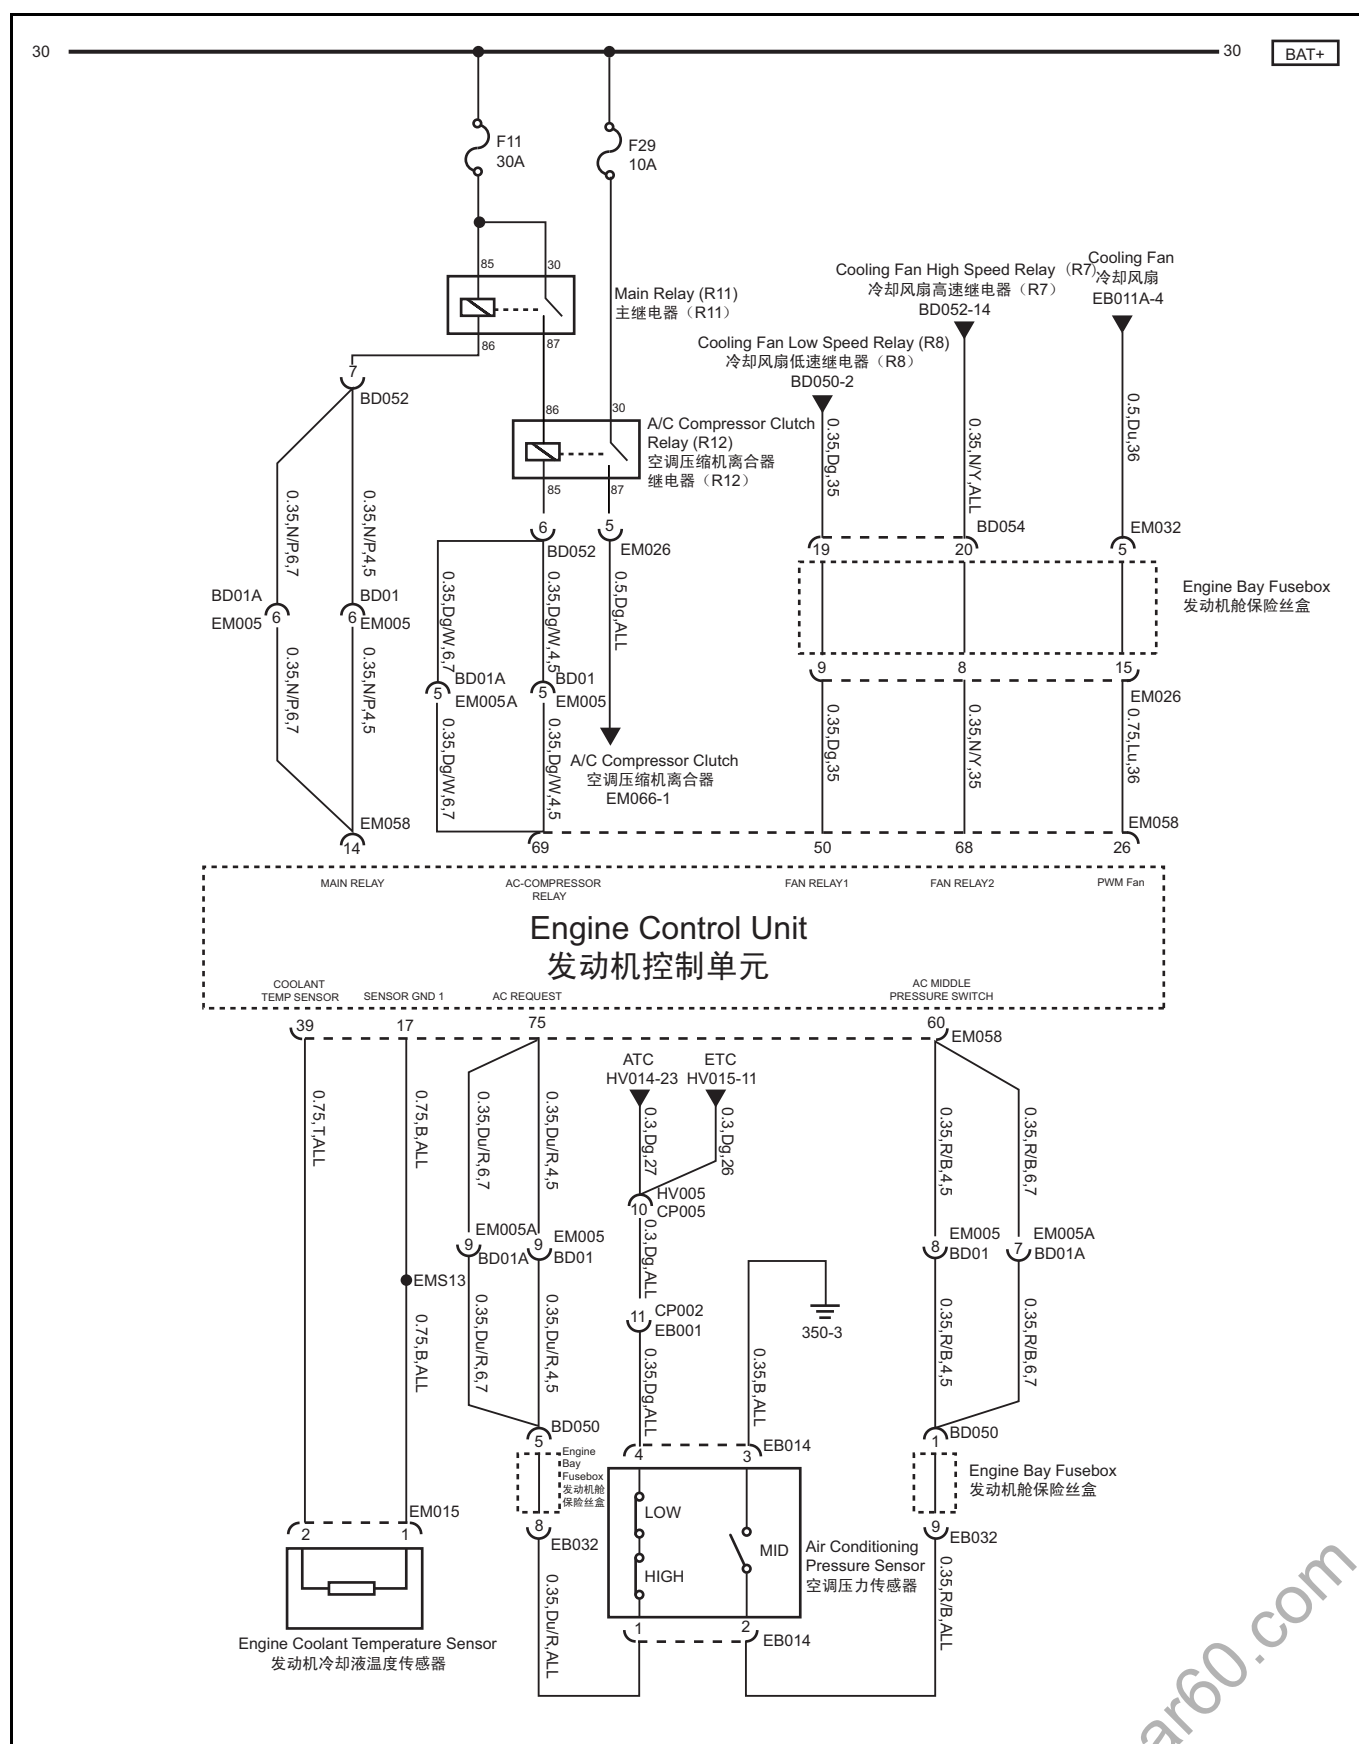 30
30
BAT+
F11
30A
F29
10A
85
30
Main Relay (R11)
主继电器（R11）
86
87
7
BD052
Cooling Fan High Speed Relay（R7）
冷却风扇高速继电器（R7）
BD052-14
Cooling Fan
冷却风扇
EB011A-4
Cooling Fan Low Speed Relay (R8)
冷却风扇低速继电器（R8）
BD050-2
86
30
A/C Compressor Clutch
Relay (R12)
空调压缩机离合器
继电器（R12）
85
87
6
BD052
5
EM026
0.35,N/P,6,7
0.35,N/P,4,5
0.35,Dg/W,6,7
0.35,Dg/W,4,5
0.5,Dg,ALL
0.35,Dg,35
0.35,N/Y,ALL
0.5,Du,36
BD054
19
20
EM032
5
Engine Bay Fusebox
发动机舱保险丝盒
BD01A
EM005
6
BD01
EM005
6
BD01A
EM005A
5
BD01
EM005
5
9
8
15
EM026
0.35,N/P,6,7
0.35,N/P,4,5
0.35,Dg/W,6,7
0.35,Dg/W,4,5
0.35,Dg,35
0.35,N/Y,35
0.75,Lu,36
A/C Compressor Clutch
空调压缩机离合器
EM066-1
EM058
14
69
50
68
26
EM058
MAIN RELAY
AC-COMPRESSOR
RELAY
FAN RELAY1
FAN RELAY2
PWM Fan
Engine Control Unit
发动机控制单元
COOLANT
TEMP SENSOR
SENSOR GND 1
AC REQUEST
AC MIDDLE
PRESSURE SWITCH
39
17
75
60
EM058
ATC
HV014-23
ETC
HV015-11
0.75,T,ALL
0.75,B,ALL
0.35,Du/R,6,7
0.35,Du/R,4,5
0.3,Dg,27
0.3,Dg,26
0.35,R/B,4,5
0.35,R/B,6,7
HV005
CP005
10
EM005A
BD01A
9
EM005
BD01
9
0.3,Dg,ALL
EM005
BD01
8
EM005A
BD01A
7
EMS13
CP002
EB001
11
350-3
0.75,B,ALL
0.35,Du/R,6,7
0.35,Du/R,4,5
0.35,Dg,ALL
0.35,B,ALL
0.35,R/B,4,5
0.35,R/B,6,7
BD050
5
EB014
4
3
BD050
1
Engine
Bay
Fusebox
发动机舱
保险丝盒
Engine Bay Fusebox
发动机舱保险丝盒
LOW
HIGH
MID
Air Conditioning
Pressure Sensor
空调压力传感器
EM015
2
1
8
EB032
9
EB032
0.35,Du/R,ALL
0.35,R/B,ALL
1
2
EB014
Engine Coolant Temperature Sensor
发动机冷却液温度传感器
ar60.com